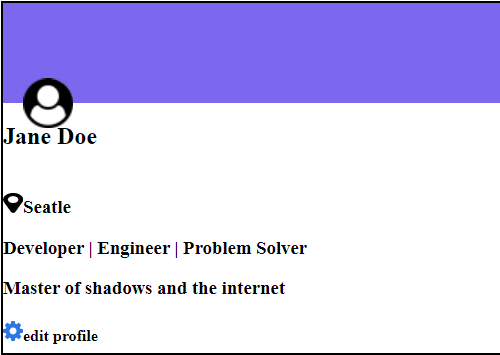 Jane Doe
Seatle
Developer | Engineer | Problem Solver
Master of shadows and the internet
edit profile